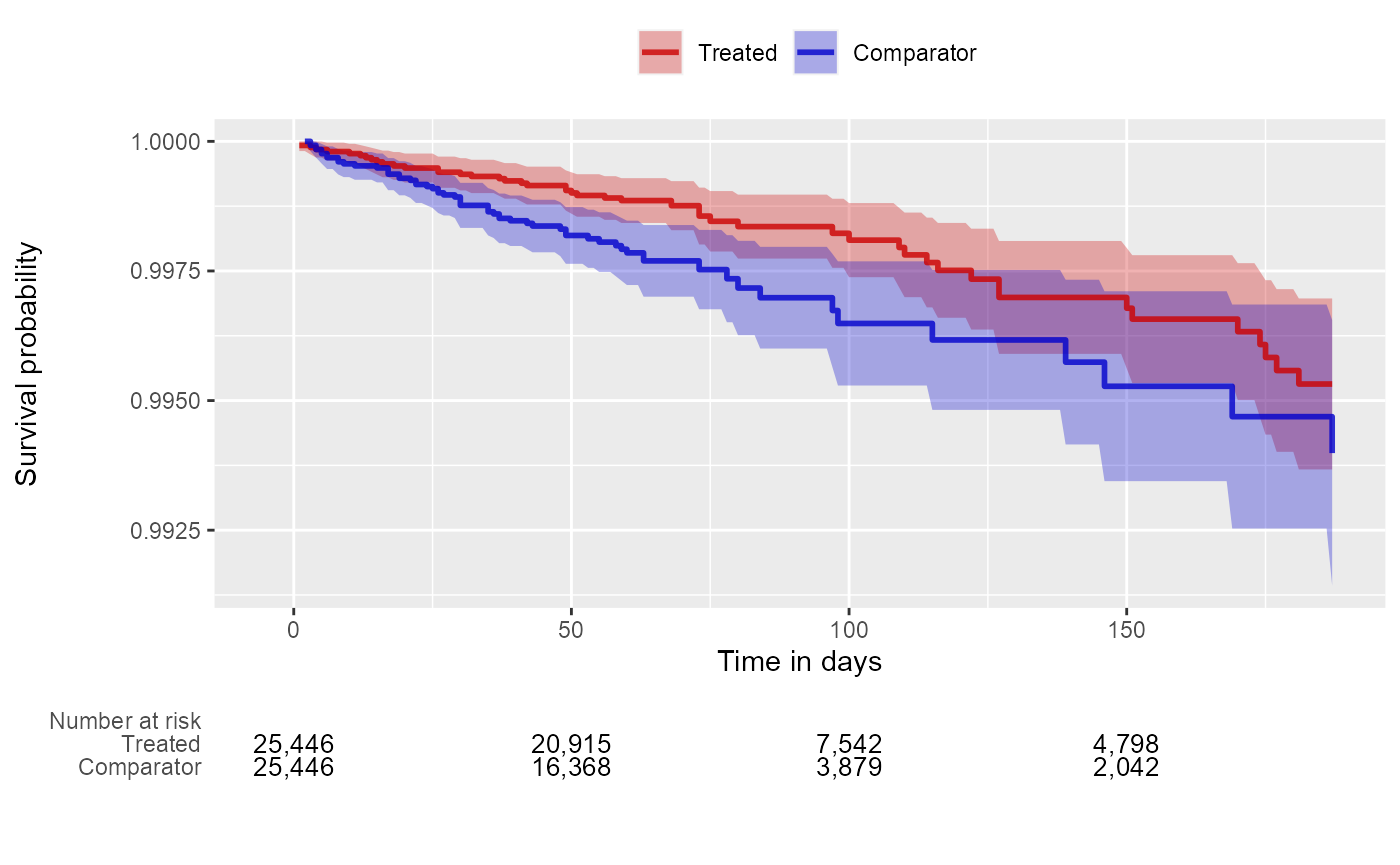 Treated Comparator
Survival probability
1.0000
0.9975
0.9950
0.9925
0 50 100 150
Time in days
Number at risk
Treated 25,446 20,915 7,542 4,798
Comparator 25,446 16,368 3,879 2,042